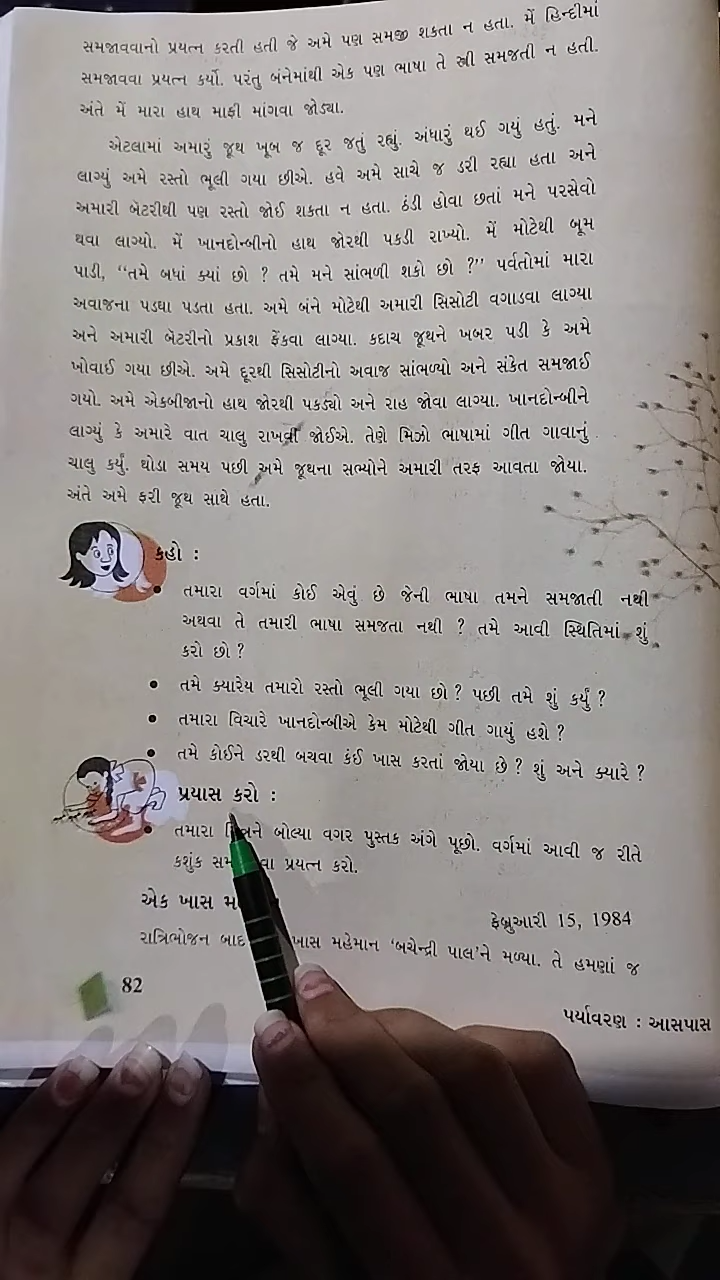 સમજાવવાનો પ્રયત્ન કરતી હતી જે અમે પણ સમજી શકતા ન હતા. મેં હિન્દીમાં
સમજાવવા પ્રયત્ન કર્યો. પરંતુ બંનેમાંથી એક પણ ભાષા તે સ્ત્રી સમજતી ન હતી.
અંતે મેં મારા હાથ માફી માંગવા જોડ્યા.
એટલામાં અમારું જૂથ ખૂબ જ દૂર જતું રહ્યું. અંધારું થઈ ગયું હતું. મને
લાગ્યું અમે રસ્તો ભૂલી ગયા છીએ. હવે અમે સાચે જ ડરી રહ્યા હતા અને
અમારી બૅટરીથી પણ રસ્તો જોઈ શકતા ન હતા. ઠંડી હોવા છતાં મને પરસેવો
થવા લાગ્યો. મેં ખાનદોન્બીનો હાથ જોરથી પકડી રાખ્યો. મેં મોટેથી બૂમ
પાડી, “તમે બધાં ક્યાં છો ? તમે મને સાંભળી શકો છો ?” પર્વતોમાં મારા
અવાજના પડઘા પડતા હતા. અમે બંને મોટેથી અમારી સિસોટી વગાડવા લાગ્યા
અને અમારી બૅટરીનો પ્રકાશ ફેંકવા લાગ્યા. કદાચ જૂથને ખબર પડી કે અમે
ખોવાઈ ગયા છીએ. અમે દૂરથી સિસોટીનો અવાજ સાંભળ્યો અને સંકેત સમજાઈ
ગયો. અમે એકબીજાનો હાથ જોરથી પકડ્યો અને રાહ જોવા લાગ્યા. ખાનદોન્બીને
લાગ્યું કે અમારે વાત ચાલુ રાખવી જોઈએ. તેણે મિઝો ભાષામાં ગીત ગાવાનું
ચાલુ કર્યું. થોડા સમય પછી અમે જૂથના સભ્યોને અમારી તરફ આવતા જોયા.
અંતે અમે ફરી જૂથ સાથે હતા.
કહો :
• તમારા વર્ગમાં કોઈ એવું છે જેની ભાષા તમને સમજાતી નથી
અથવા તે તમારી ભાષા સમજતા નથી ? તમે આવી સ્થિતિમાં શું
કરો છો ?
• તમે ક્યારેય તમારો રસ્તો ભૂલી ગયા છો ? પછી તમે શું કર્યું ?
• તમારા વિચારે ખાનદોન્બીએ કેમ મોટેથી ગીત ગાયું હશે ?
• તમે કોઈને ડરથી બચવા કંઈ ખાસ કરતાં જોયા છે ? શું અને ક્યારે ?
પ્રયાસ કરો :
• તમારા બોલ્યા વગર પુસ્તક અંગે પૂછો. વર્ગમાં આવી જ રીતે
કશુંક પ્રયત્ન કરો.
એક ખાસ
ફેબ્રુઆરી 15, 1984
રાત્રિભોજન બાદ ખાસ મહેમાન ‘બચેન્દ્રી પાલ’ને મળ્યા. તે હમણાં જ
82
પર્યાવરણ : આસપાસ